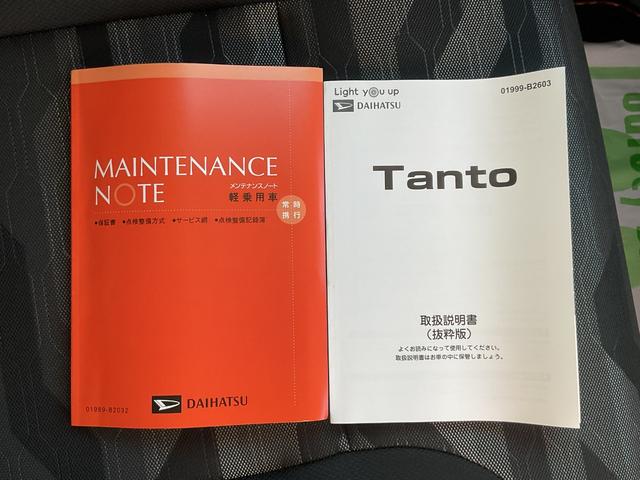 MAINTENANCE
NOTE
メンテナンスノート
軽乗用車
常時
携行
•保証書 •点検整備方式 •サービス網 •点検整備記録簿
DAIHATSU
01989-B2032
Light you up
DAIHATSU
01999-B2603
Tanto
取扱説明書
（抜粋版）
よくお読みになって使用してください。
取扱説明書はお車の中に保管しましょう。